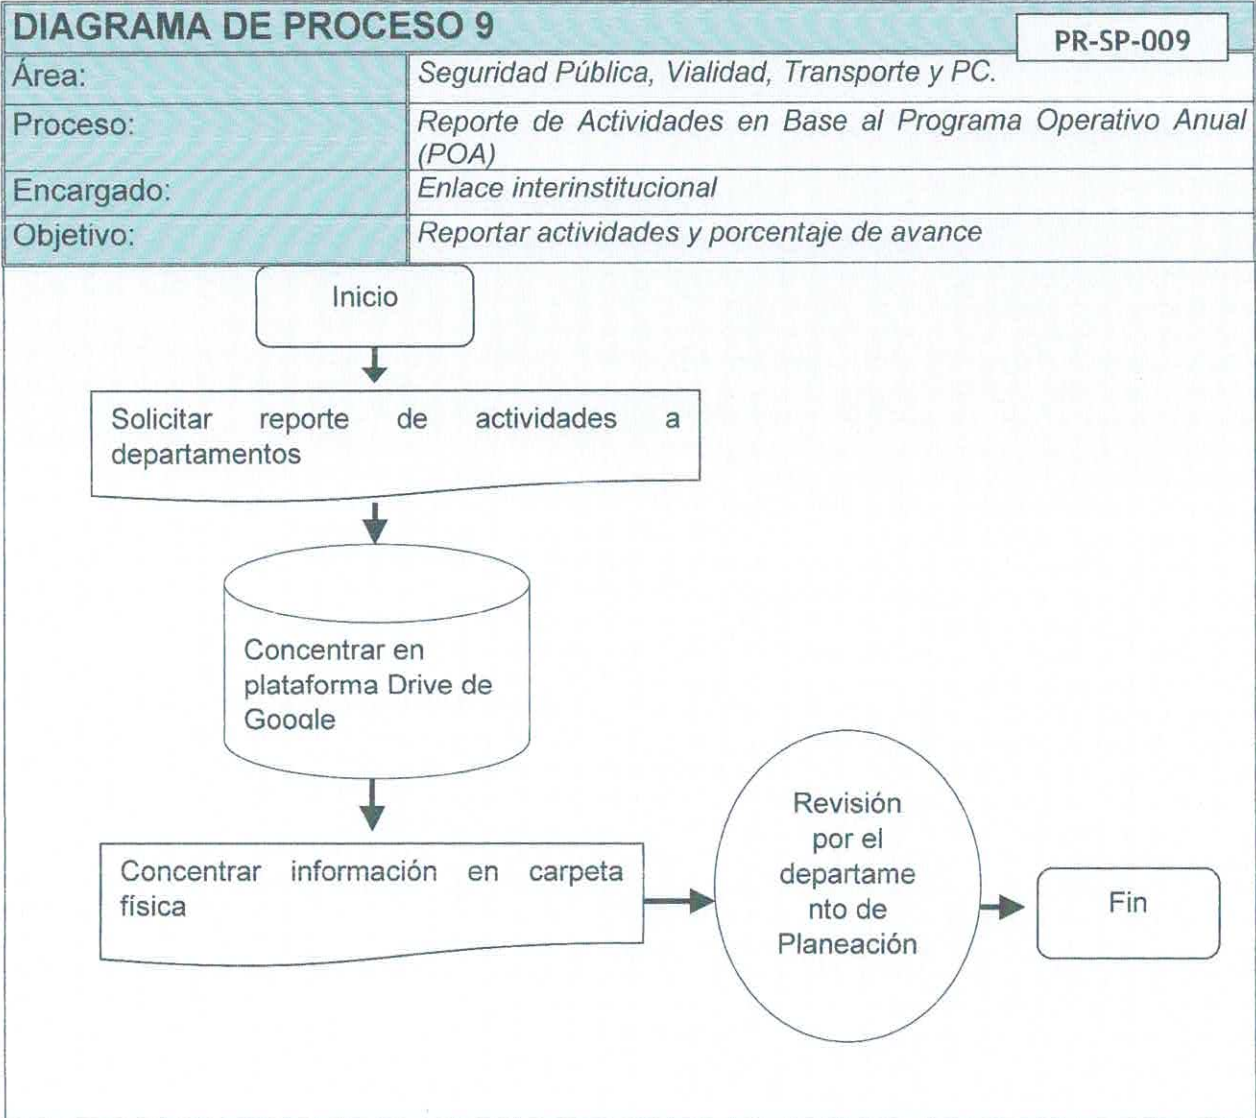 DIAGRAMA DE PROCESO 9
PR-SP-009
Área:
Seguridad Pública, Vialidad, Transporte y PC.
Proceso:
Reporte de Actividades en Base al Programa Operativo Anual
(POA)
Encargado:
Enlace interinstitucional
Objetivo:
Reportar actividades y porcentaje de avance
Inicio
Solicitar reporte de actividades a
departamentos
Concentrar en
plataforma Drive de
Google
Concentrar información en carpeta
física
Revisión
por el
departame
nto de
Planeación
Fin